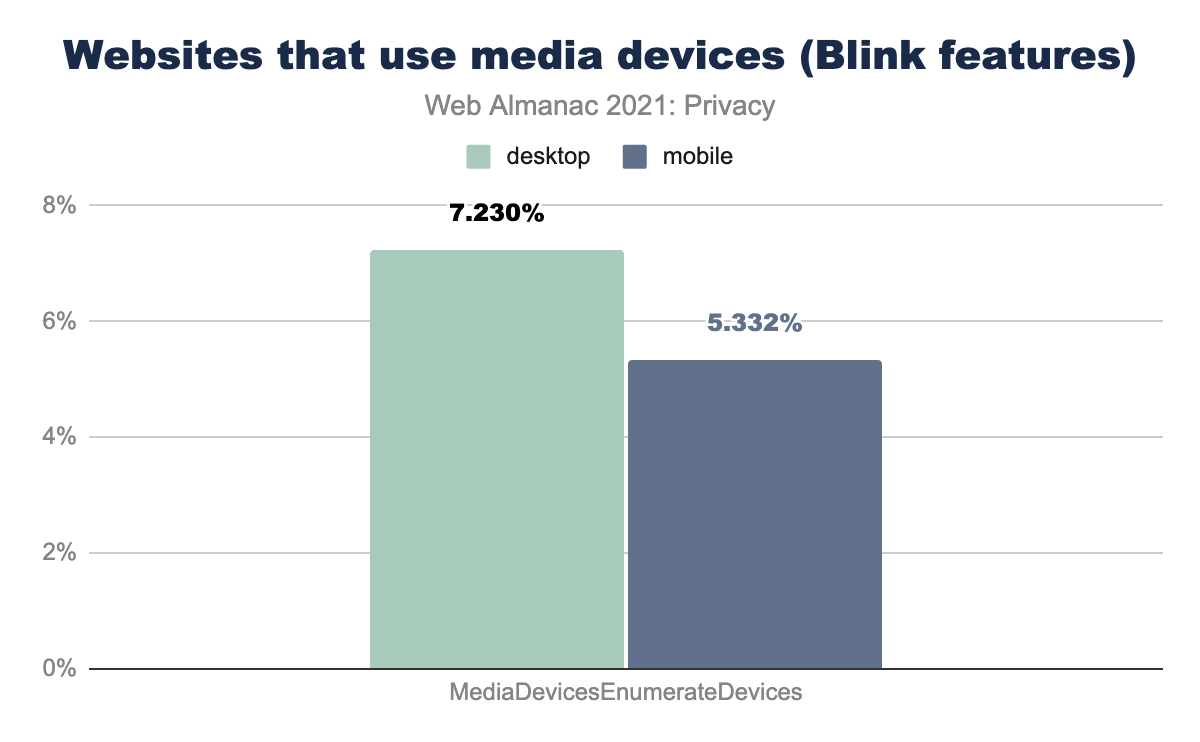 Websites that use media devices (Blink features)
Web Almanac 2021: Privacy
desktop mobile
8%
7.230%
6%
5.332%
4%
2%
0%
MediaDevicesEnumerateDevices